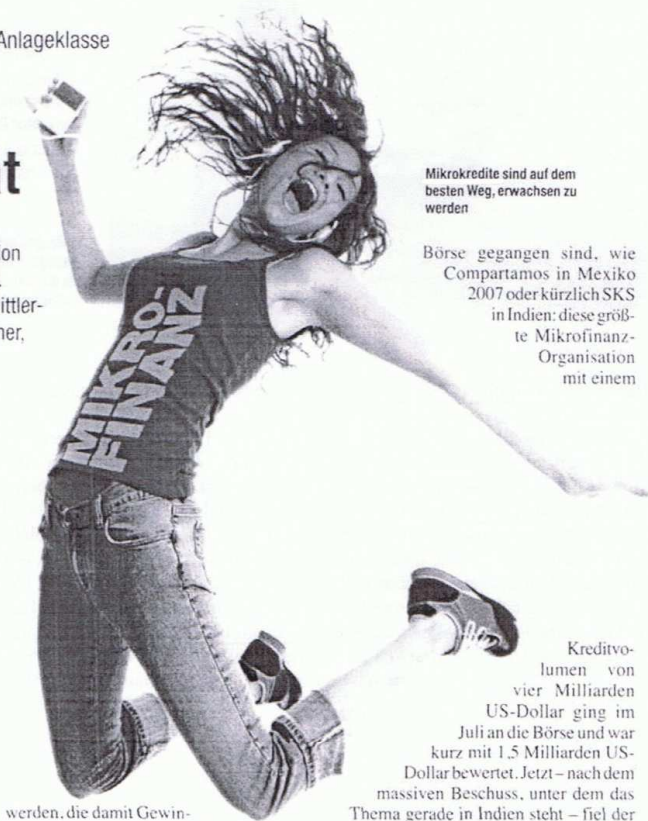 Anlageklasse
t
ion
ittler-
ner,
MIKRO-
FINANZ
Mikrokredite sind auf dem
besten Weg, erwachsen zu
werden
Börse gegangen sind, wie
Compartamos in Mexiko
2007 oder kürzlich SKS
in Indien: diese größ-
te Mikrofinanz-
Organisation
mit einem
Kreditvo-
lumen von
vier Milliarden
US-Dollar ging im
Juli an die Börse und war
kurz mit 1,5 Milliarden US-
Dollar bewertet. Jetzt – nach dem
massiven Beschuss, unter dem das
Thema gerade in Indien steht – fiel der
werden, die damit Gewin-